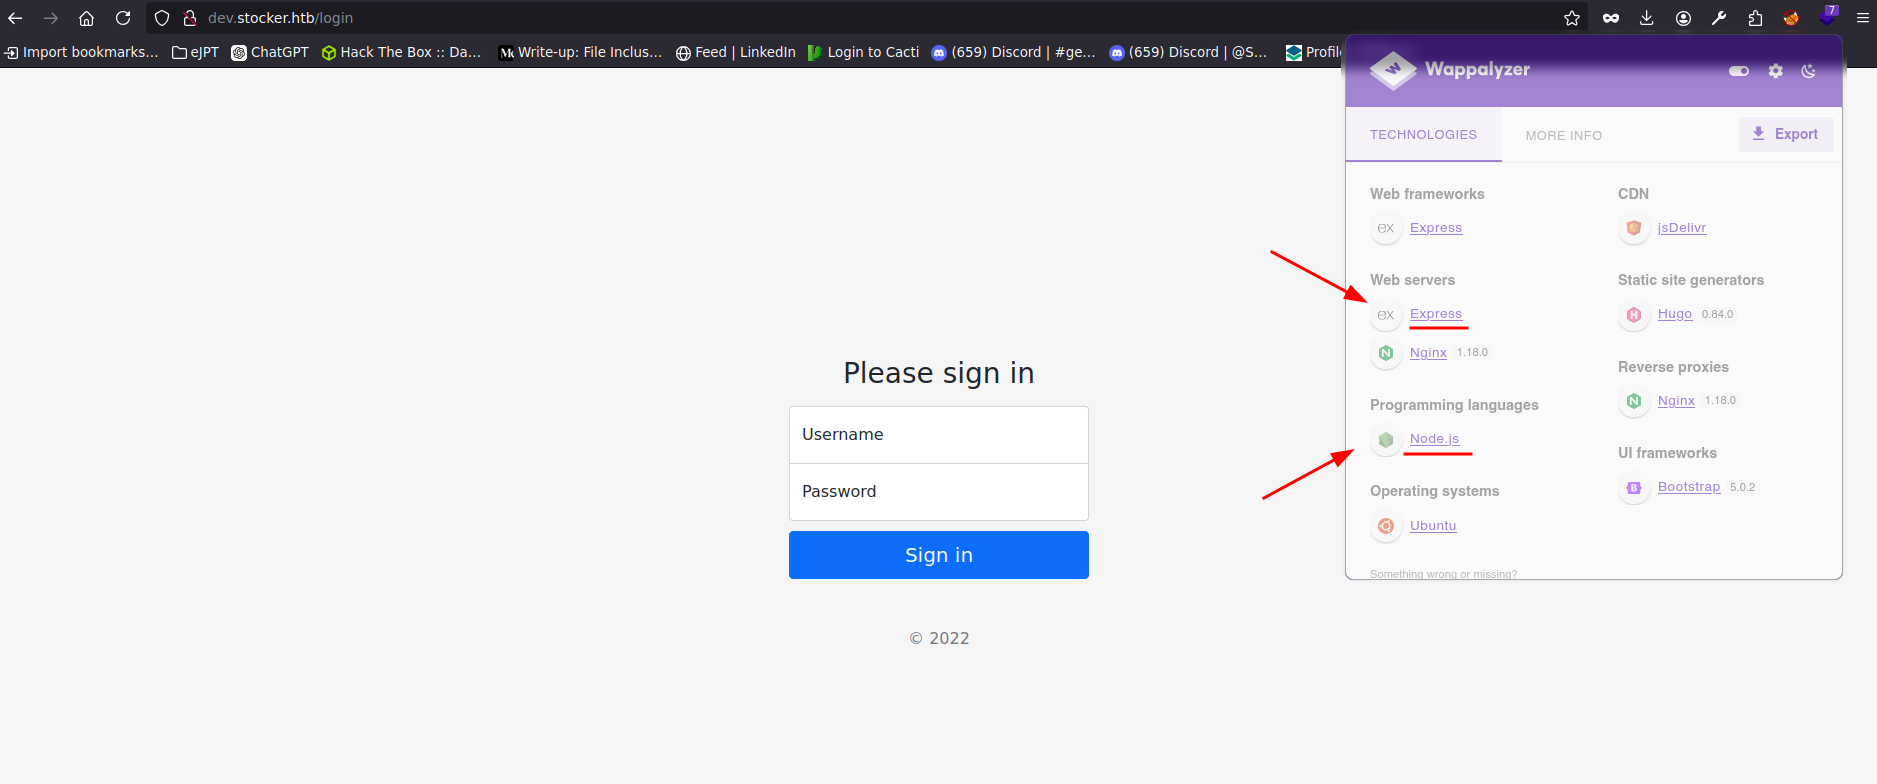 dev.stocker.htb/login
7
Import bookmarks... eJPT ChatGPT Hack The Box :: Da... Write-up: File Inclus... Feed | LinkedIn Login to Cacti (659) Discord | #ge... (659) Discord | @S... Profil
Wappalyzer
TECHNOLOGIES MORE INFO Export
Web frameworks
ex Express
Web servers
ex Express
Nginx 1.18.0
Programming languages
Node.js
Operating systems
Ubuntu
Something wrong or missing?
CDN
jsDelivr
Static site generators
Hugo 0.84.0
Reverse proxies
Nginx 1.18.0
UI frameworks
B Bootstrap 5.0.2
Please sign in
Username
Password
Sign in
© 2022